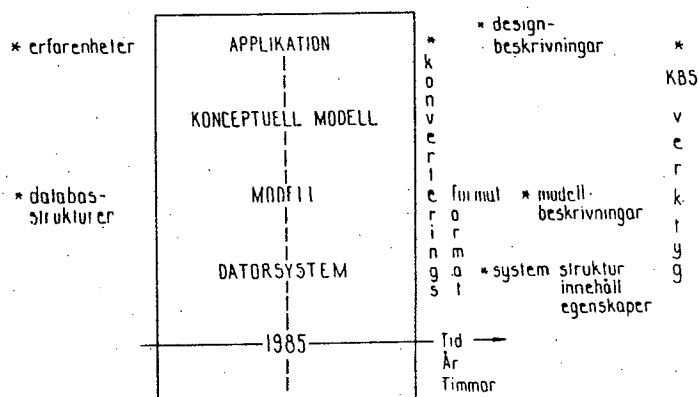 * erfarenheter
APPLIKATION
* design-
beskrivningar
KONCEPTUELL MODELL
* databas-
strukturer
MODELL
* modell-
beskrivningar
DATORSYSTEM
* system struktur
innehåll
egenskaper
1985
Tid
År
Timmar
* konverterings
format
* KBS
verktyg